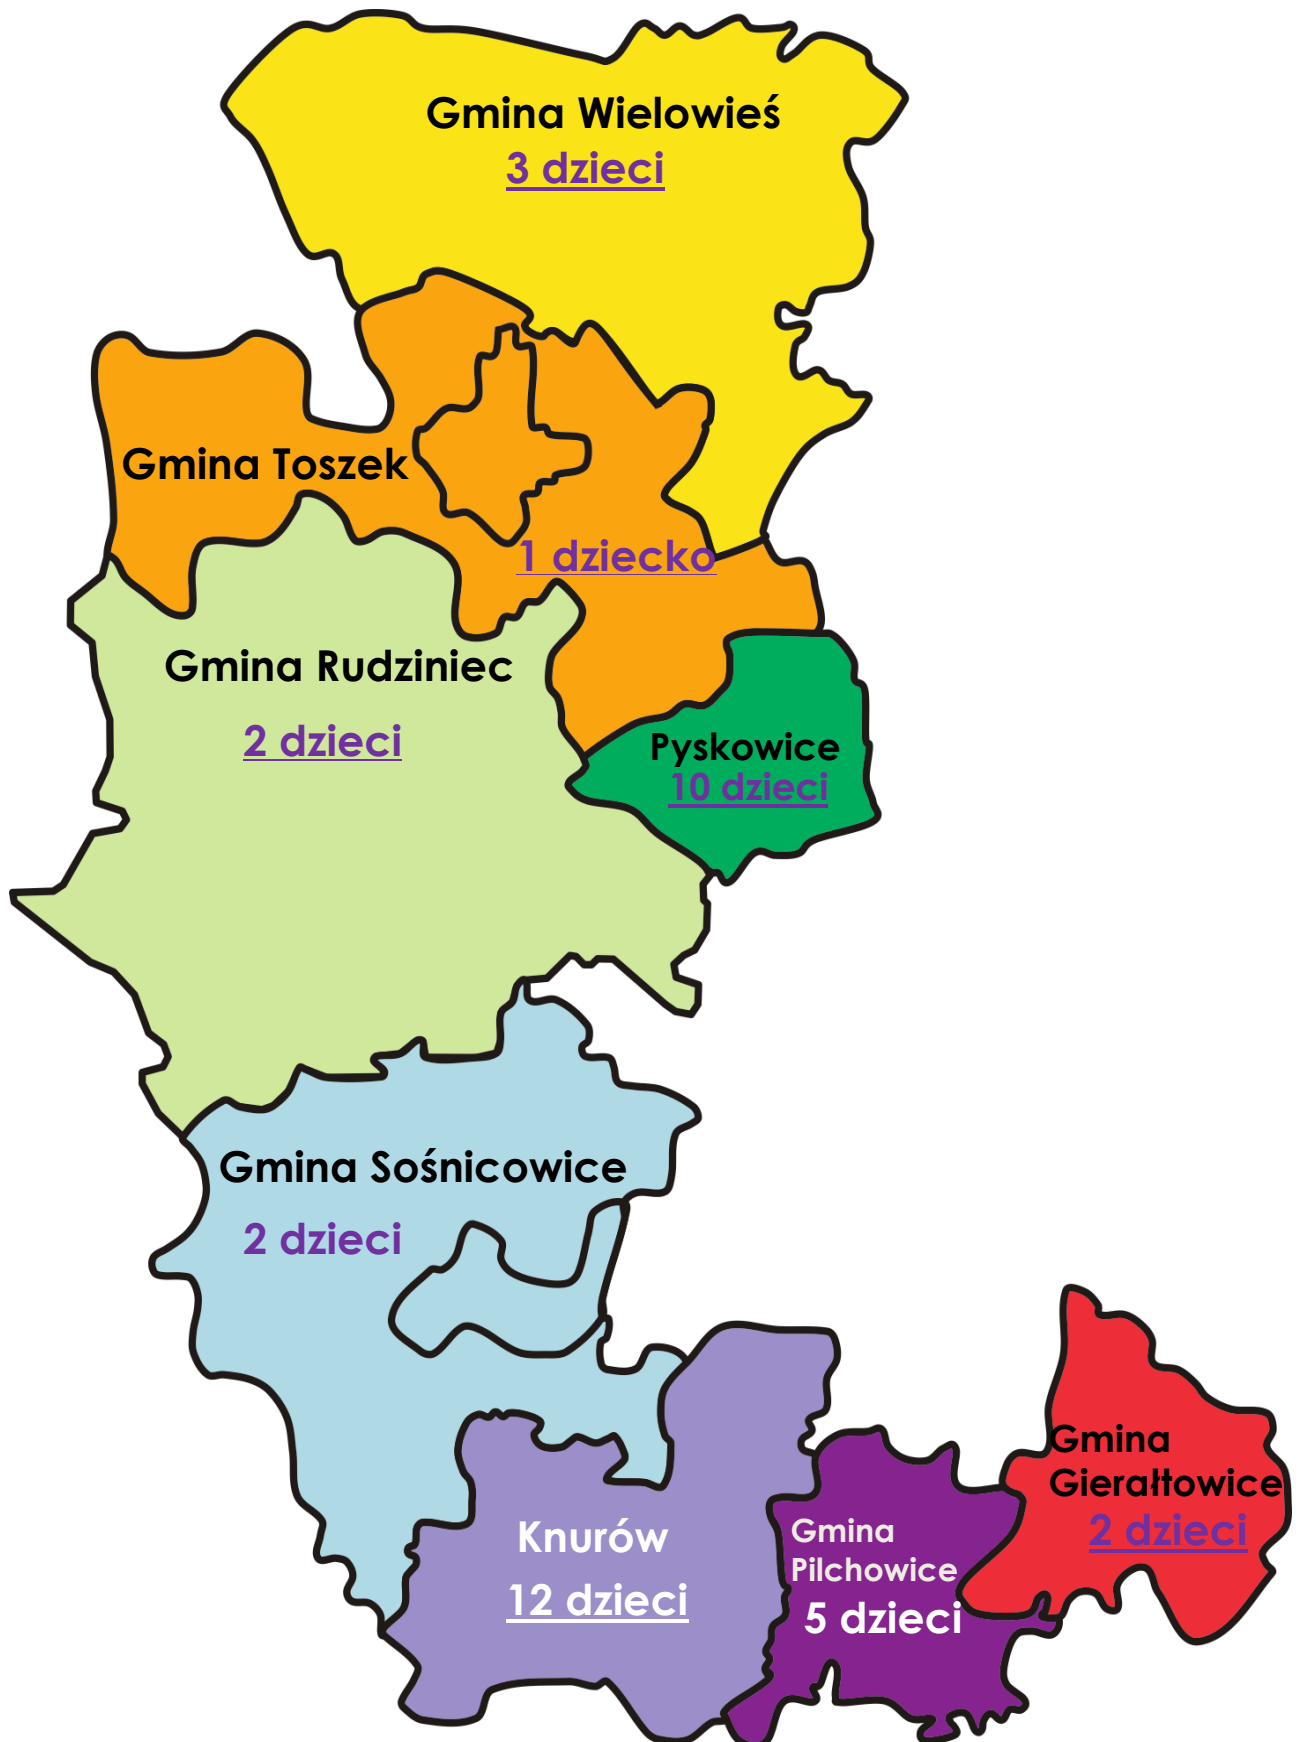 Gmina Wielowieś
3 dzieci
Gmina Toszek
1 dziecko
Gmina Rudziniec
2 dzieci
Pyskowice
10 dzieci
Gmina Sośnicowice
2 dzieci
Gmina
Gierałtowice
2 dzieci
Knurów
12 dzieci
Gmina
Pilchowice
5 dzieci